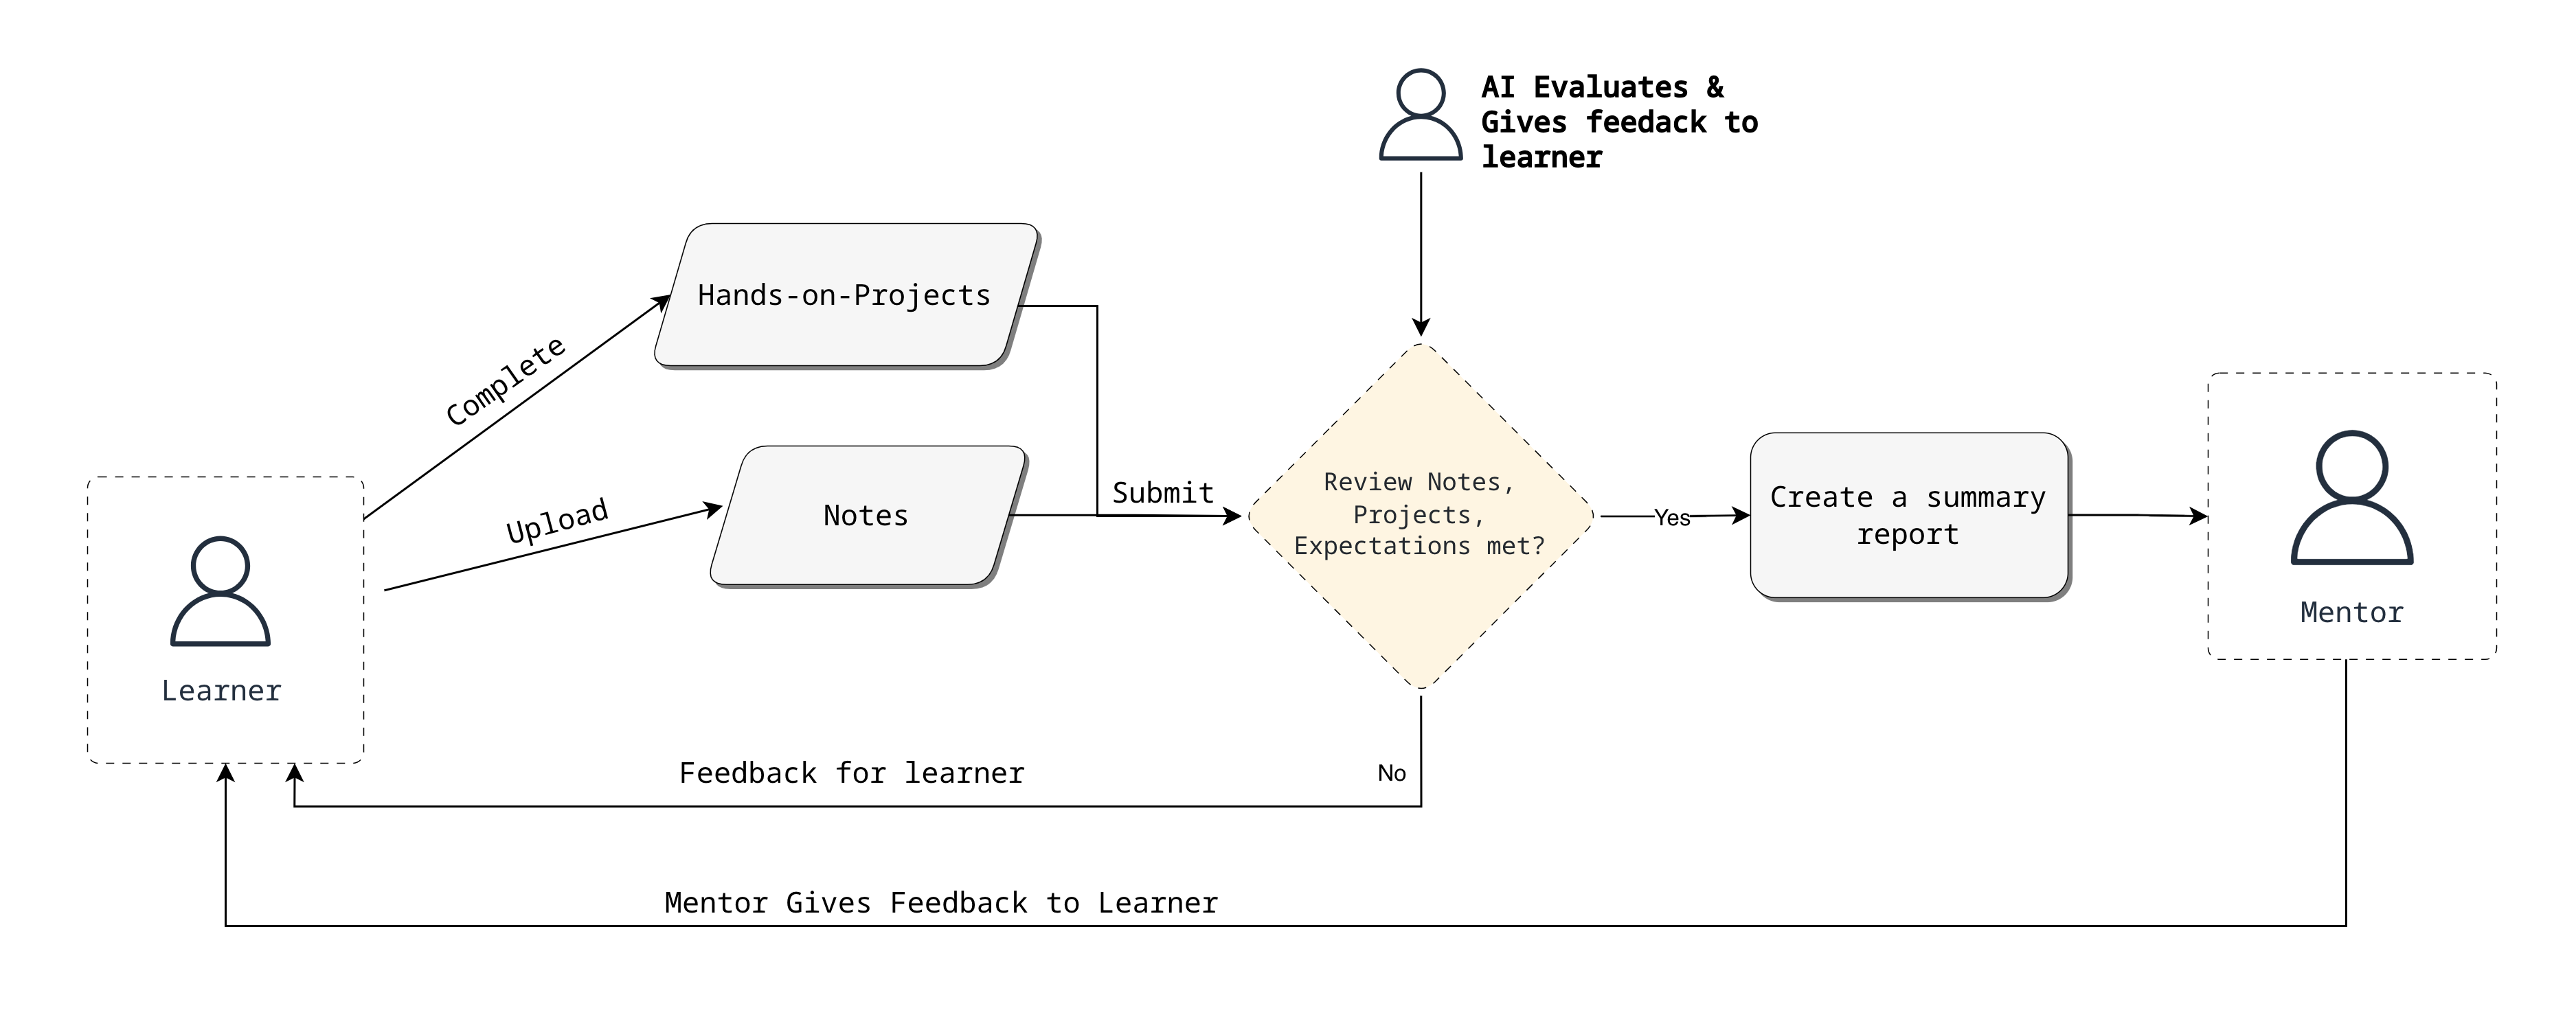 AI Evaluates &
Gives feedack to
learner
Hands-on-Projects
Complete
Upload
Notes
Submit
Review Notes,
Projects,
Expectations met?
Yes
Create a summary
report
Mentor
Learner
Feedback for learner
No
Mentor Gives Feedback to Learner